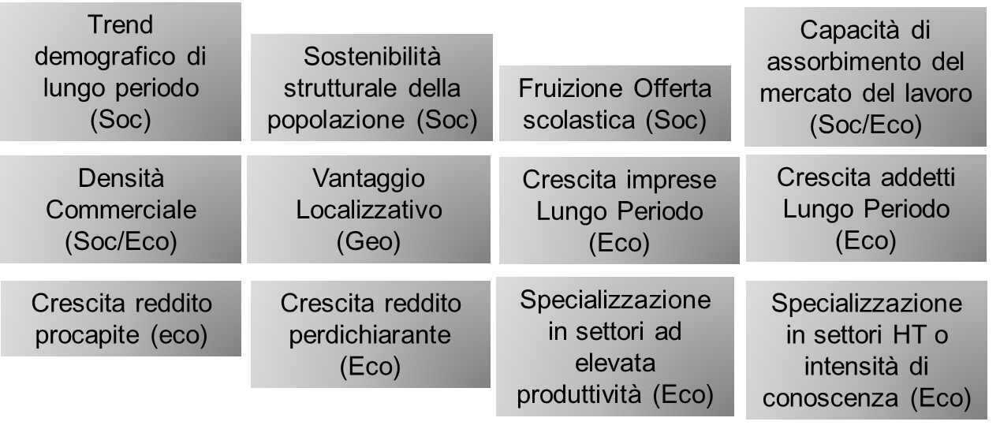 Trend
demografico di
lungo periodo
(Soc)
Sostenibilità
strutturale della
popolazione (Soc)
Fruizione Offerta
scolastica (Soc)
Capacità di
assorbimento del
mercato del lavoro
(Soc/Eco)
Densità
Commerciale
(Soc/Eco)
Vantaggio
Localizzativo
(Geo)
Crescita imprese
Lungo Periodo
(Eco)
Crescita addetti
Lungo Periodo
(Eco)
Crescita reddito
procapite (eco)
Crescita reddito
perdichiarante
(Eco)
Specializzazione
in settori ad
elevata
produttività (Eco)
Specializzazione
in settori HT o
intensità di
conoscenza (Eco)